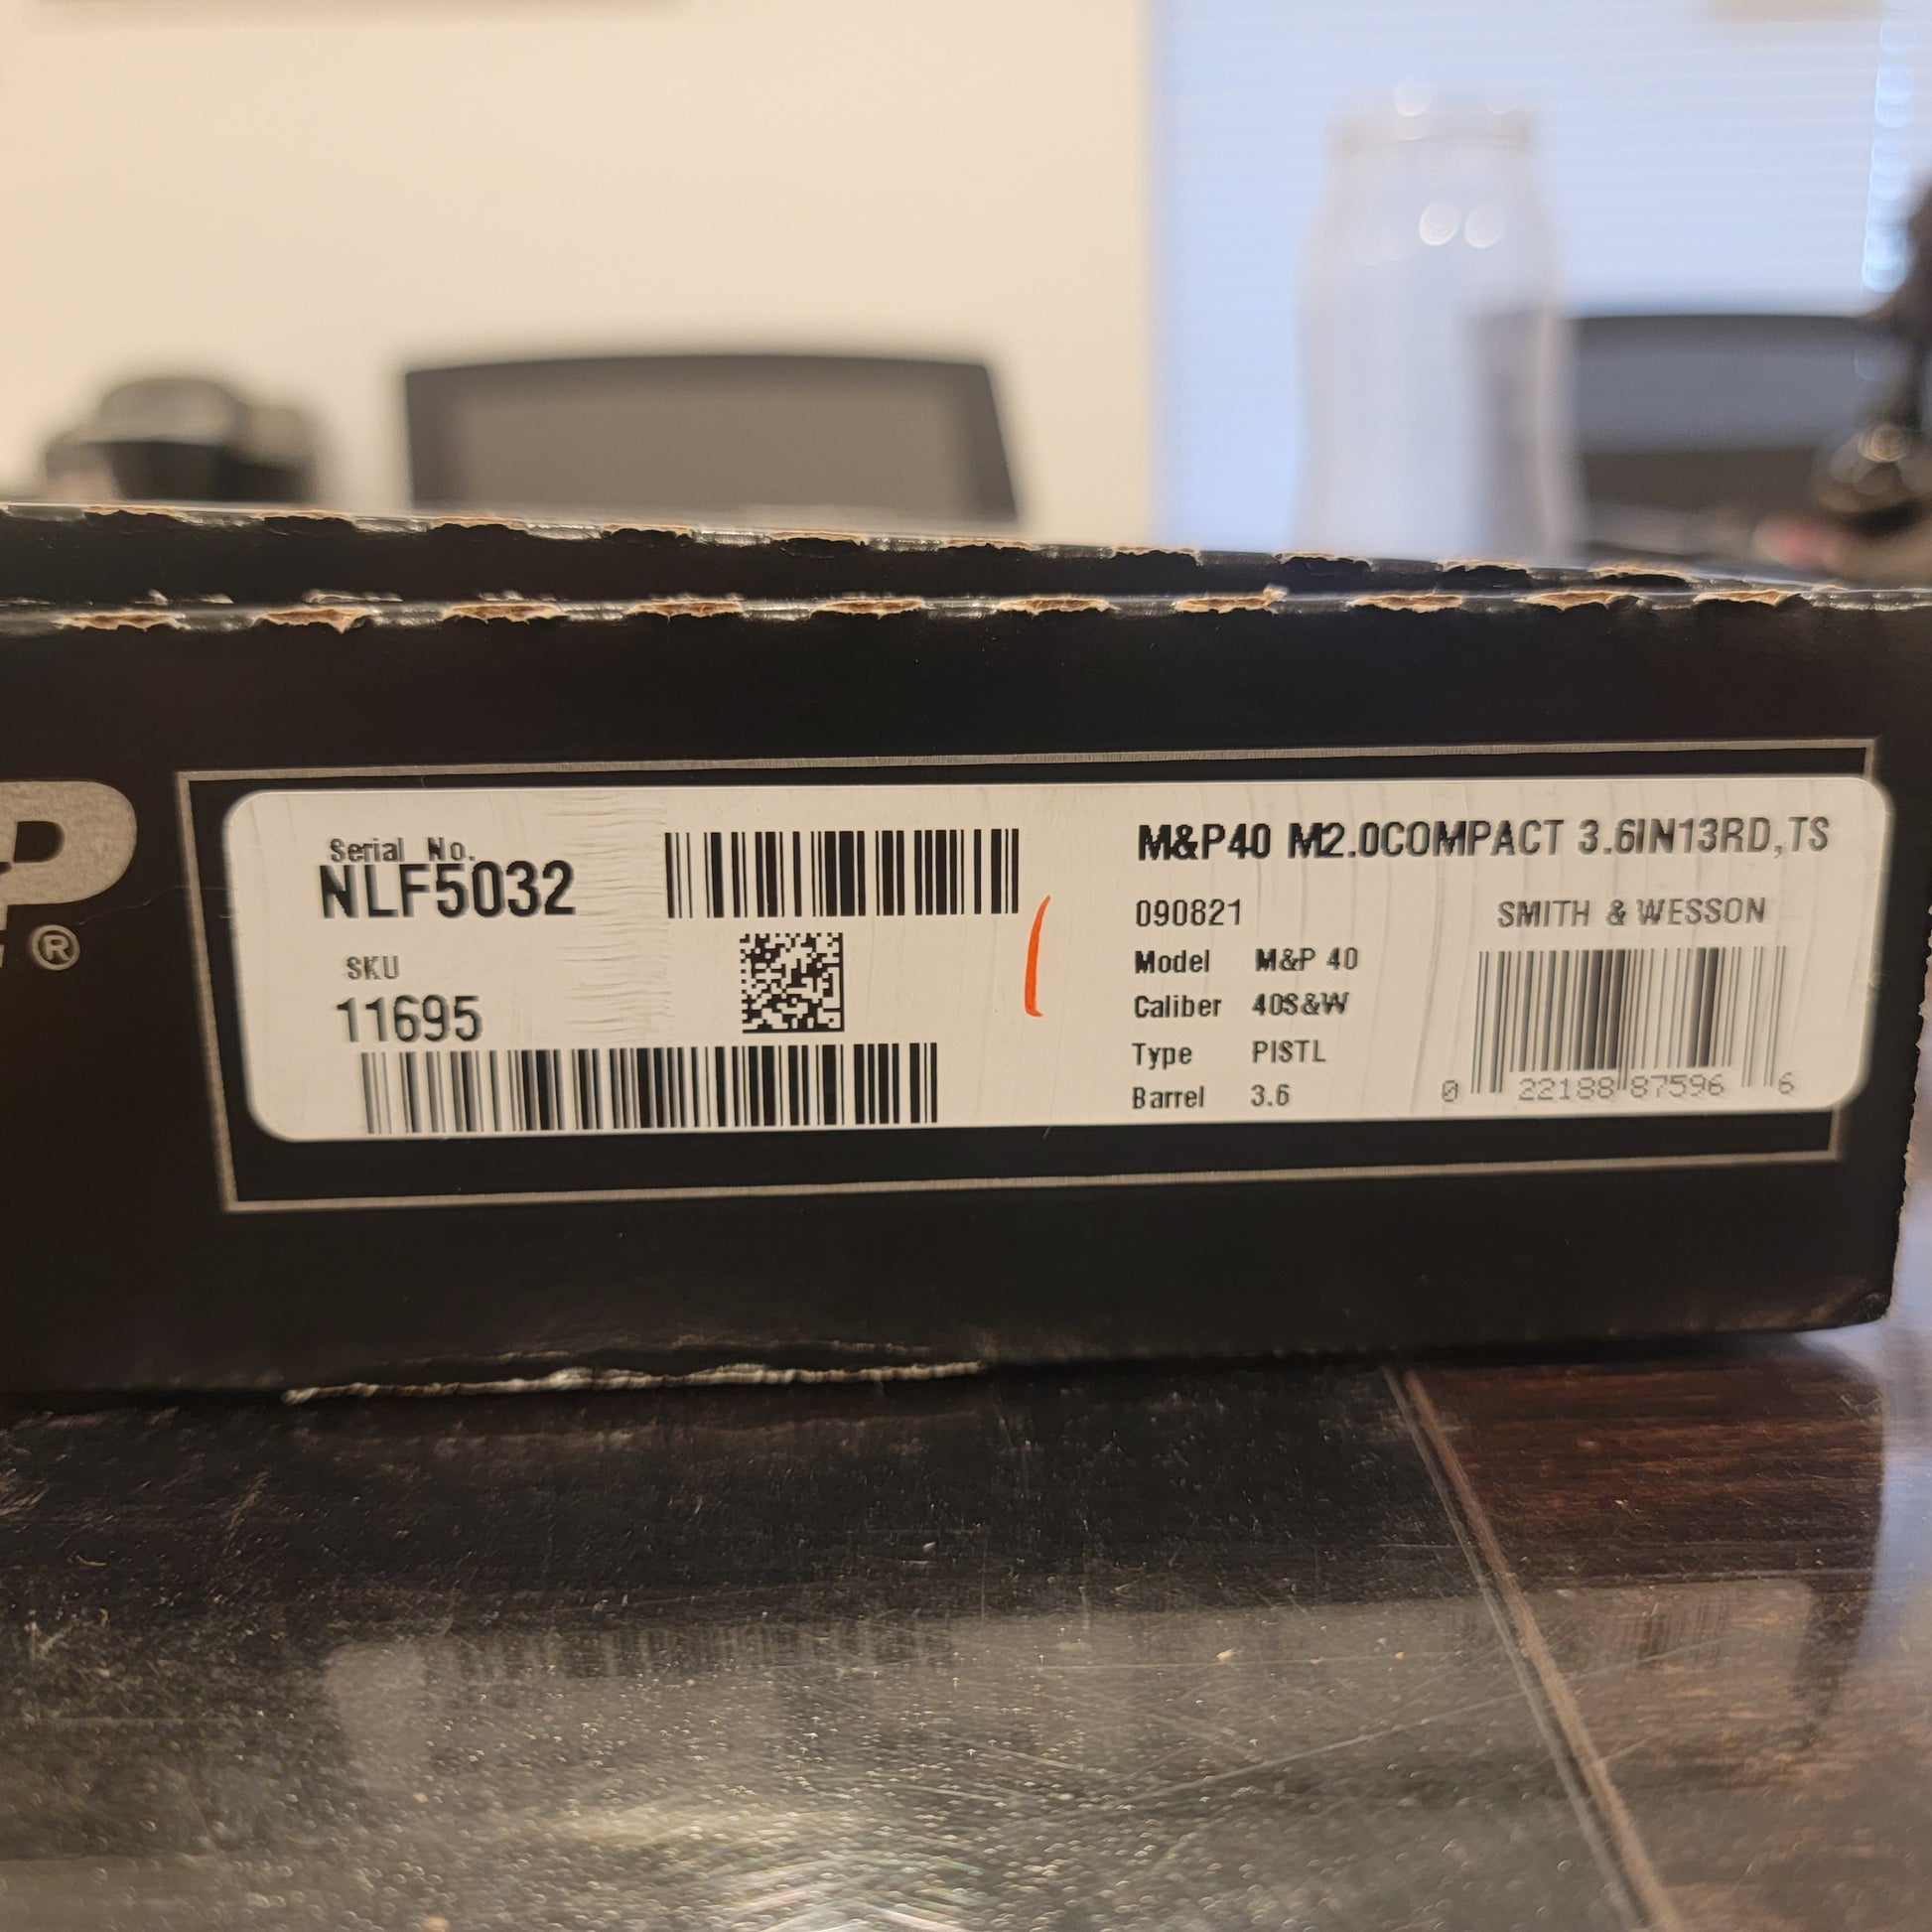 P
®
Serial No.
NLF5032
SKU
11695
M&P40 M2.0COMPACT 3.6IN13RD,TS
090821
SMITH & WESSON
Model M&P 40
Caliber 40S&W
Type PISTL
Barrel 3.6
0 22188 87596 6